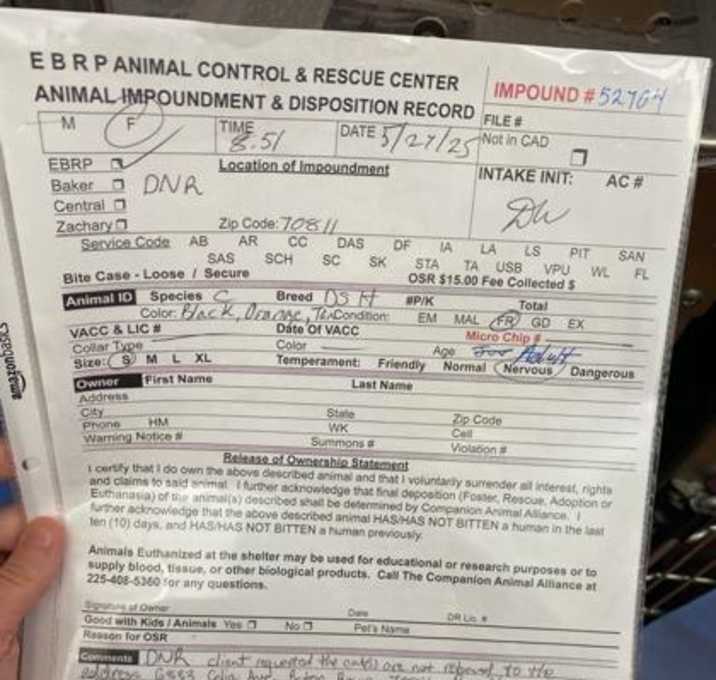 E B R P ANIMAL CONTROL & RESCUE CENTER
ANIMAL IMPOUNDMENT & DISPOSITION RECORD
IMPOUND # 52764
FILE #
M F TIME 8:51 DATE 5/27/25 Not in CAD
EBRP Location of Impoundment INTAKE INIT: AC #
Baker DNR
Central
Zachary Zip Code: 70811
Service Code AB AR CC DAS DF IA LA LS PIT SAN
SAS SCH SC SK STA TA USB VPU WL FL
Bite Case - Loose / Secure OSR $15.00 Fee Collected $
Animal ID Species C Breed DSH #P/K Total
Color: Black, Orange, Condition: EM MAL FR GD EX
VACC & LIC # Date Of VACC Micro Chip #
Collar Type Color Age Adult
Size: S M L XL Temperament: Friendly Normal Nervous Dangerous
Owner First Name Last Name
Address
City State Zip Code
Phone HM WK Cell
Warning Notice # Summons # Violation #
Release of Ownership Statement
I certify that I do own the above described animal and that I voluntarily surrender all interest, rights
and claims to said animal. I further acknowledge that final deposition (Foster, Rescue, Adoption or
Euthanasia) of the animal(s) described shall be determined by Companion Animal Alliance. I
further acknowledge that the above described animal HAS/HAS NOT BITTEN a human in the last
ten (10) days, and HAS/HAS NOT BITTEN a human previously.
Animals Euthanized at the shelter may be used for educational or research purposes or to
supply blood, tissue, or other biological products. Call The Companion Animal Alliance at
225-408-5360 for any questions.
Signature of Owner Date DR Lic. #
Good with Kids / Animals Yes No Pet's Name
Reason for OSR
Comments DNR client requested the cat(s) are not to the
address
amazonbasics